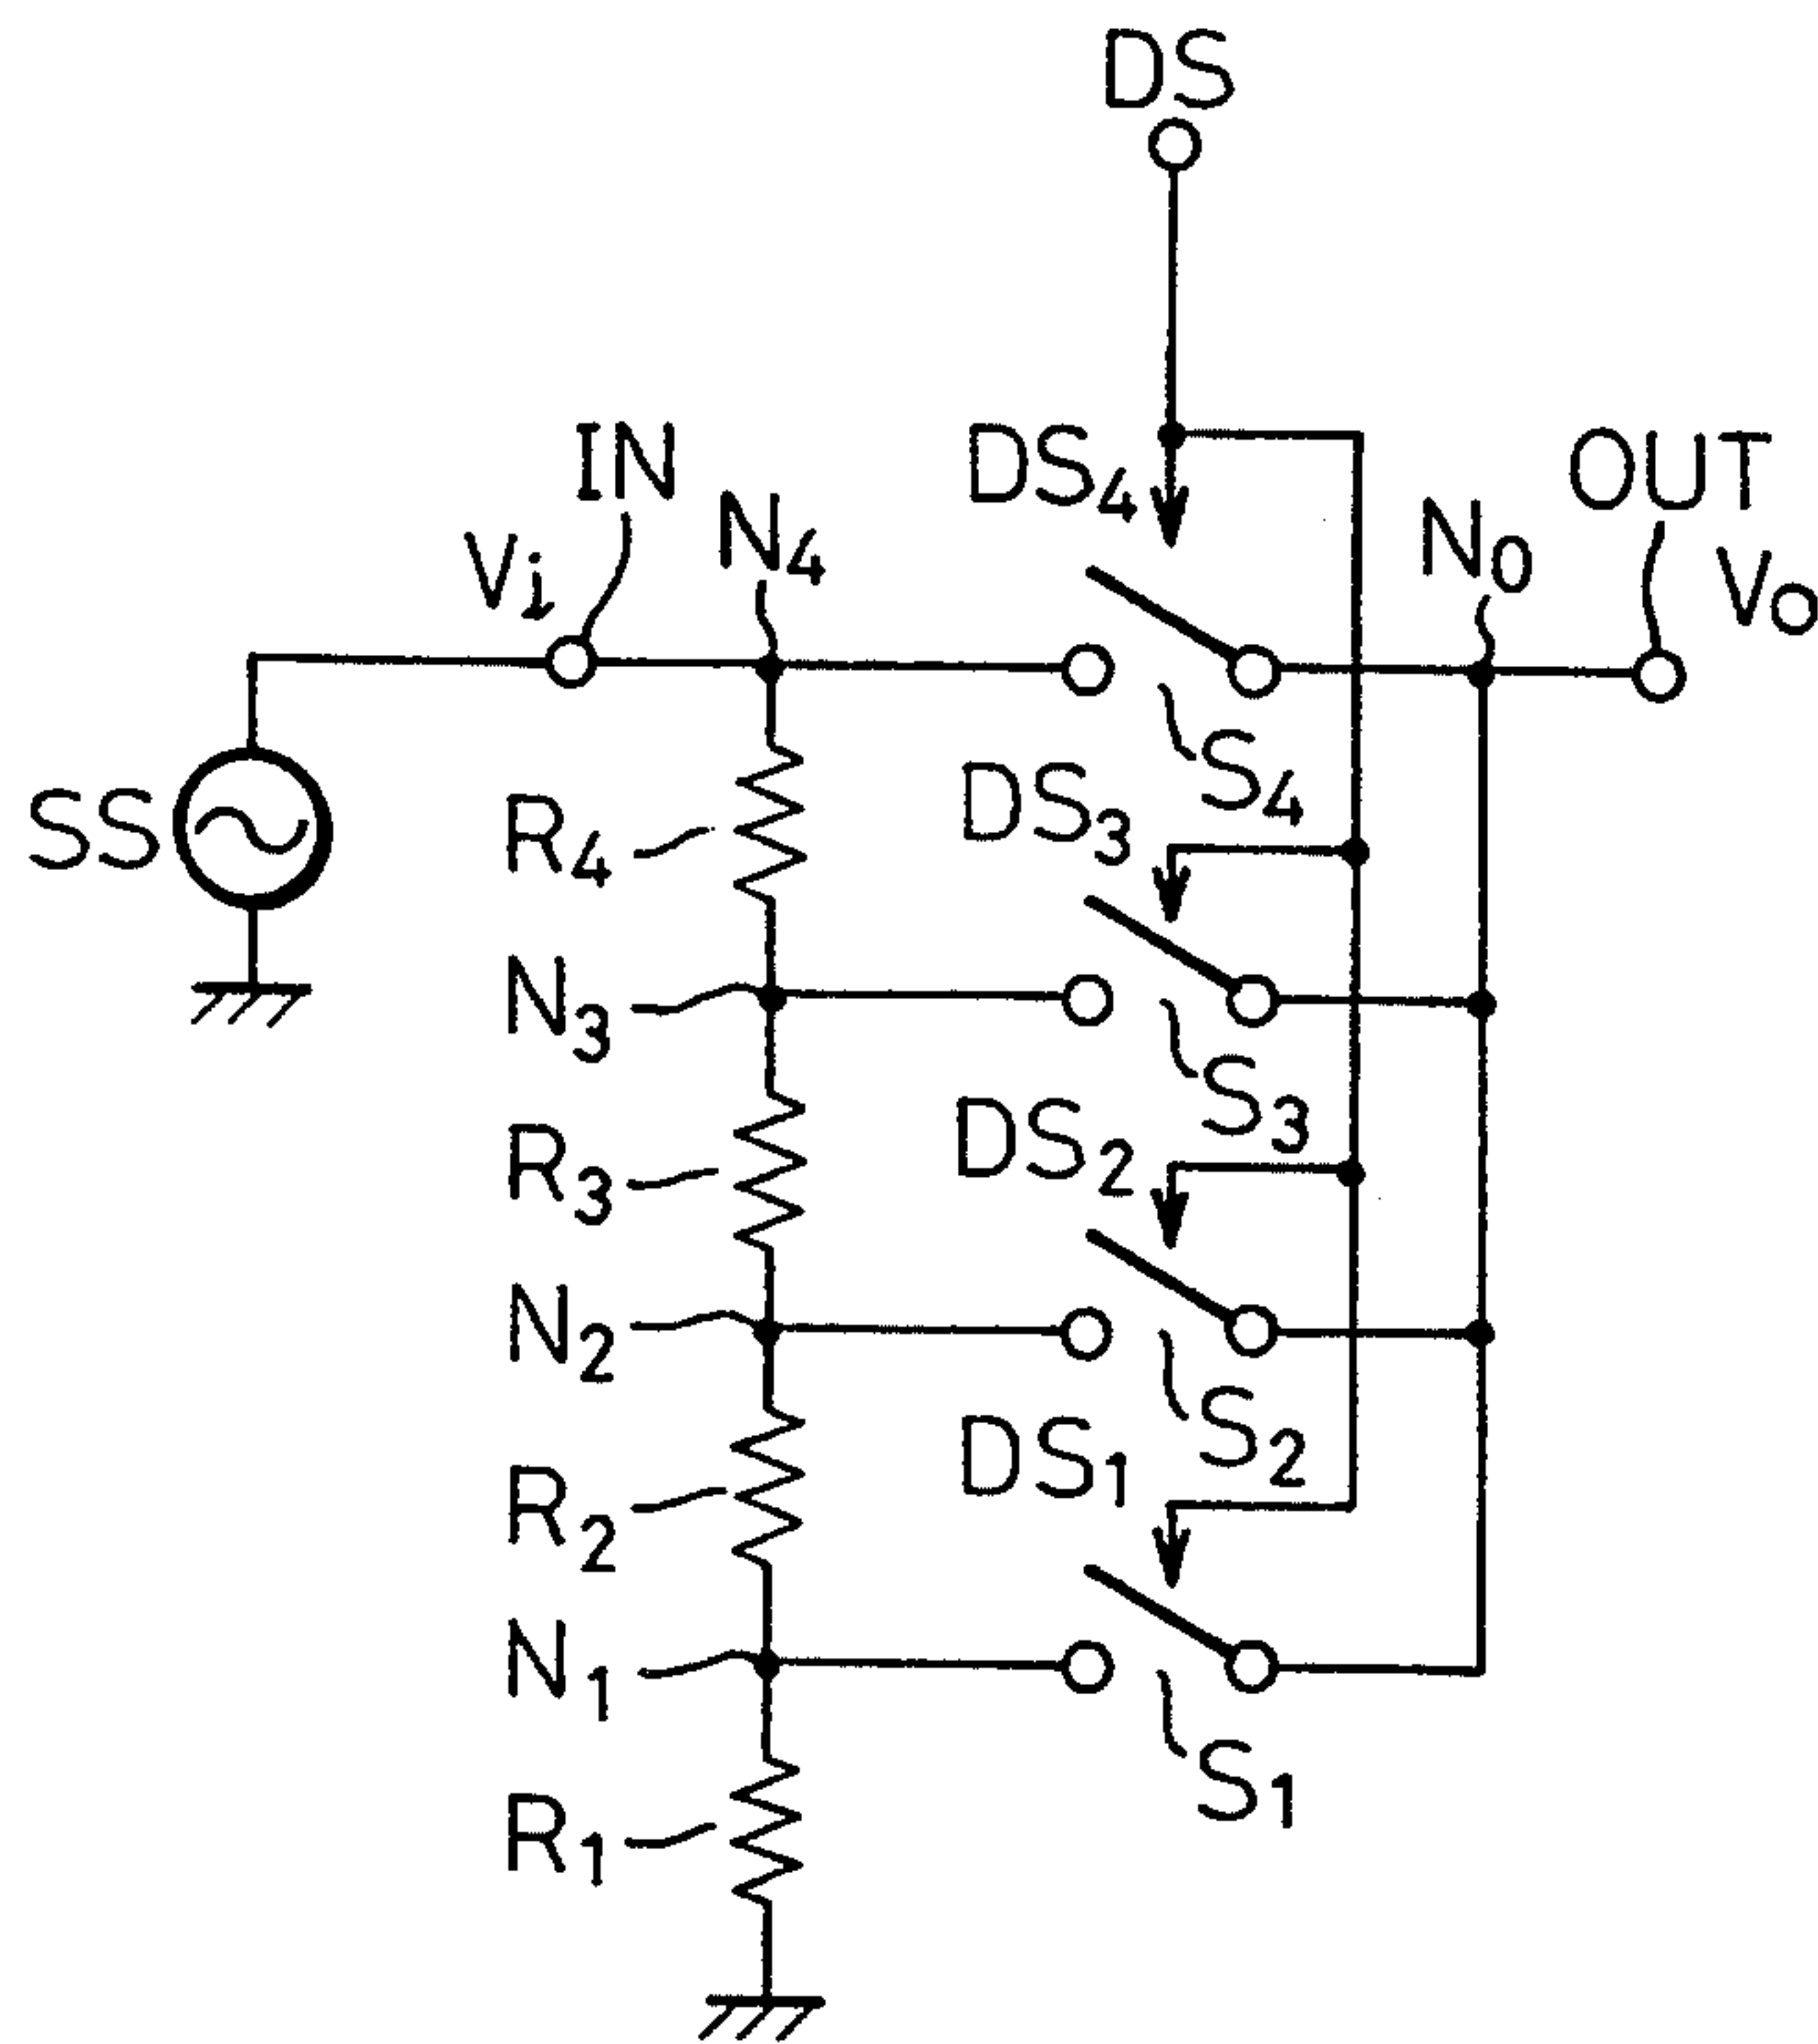 DS
IN
DS4
OUT
Vi
N4
N0
Vo
SS
R4
S4
DS3
N3
S3
R3
DS2
N2
S2
R2
DS1
N1
S1
R1